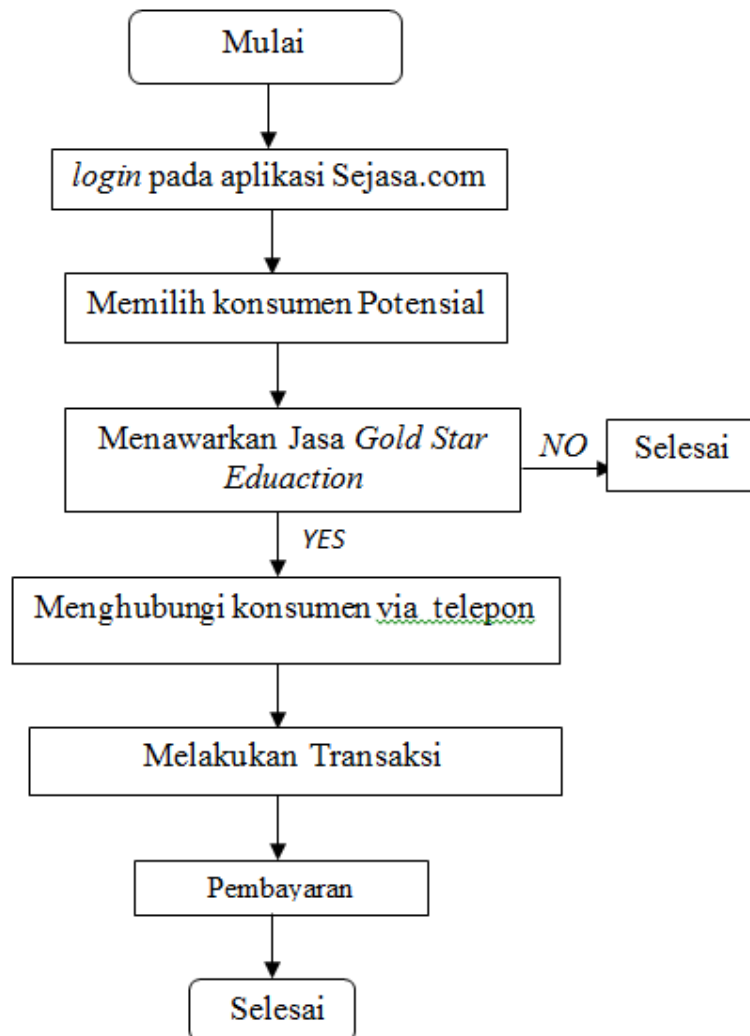 Mulai
login pada aplikasi Sejasa.com
Memilih konsumen Potensial
Menawarkan Jasa Gold Star
Eduaction
NO
Selesai
YES
Menghubungi konsumen via telepon
Melakukan Transaksi
Pembayaran
Selesai